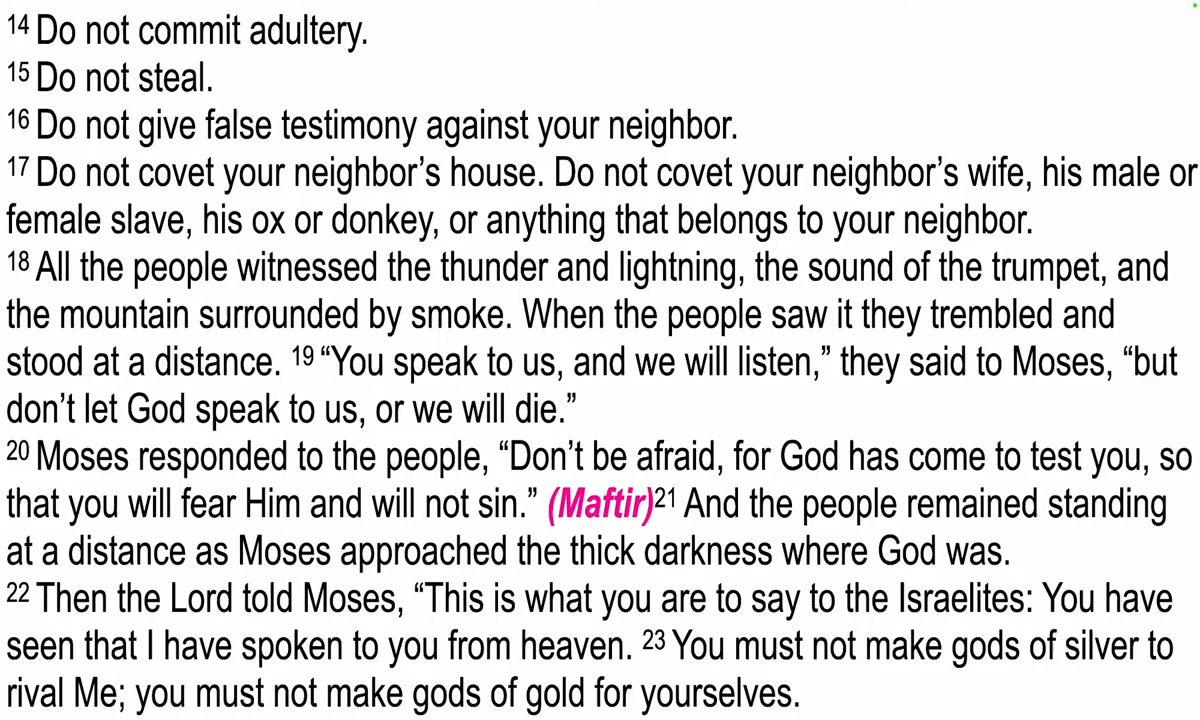 14 Do not commit adultery.
15 Do not steal.
16 Do not give false testimony against your neighbor.
17 Do not covet your neighbor’s house. Do not covet your neighbor’s wife, his male or
female slave, his ox or donkey, or anything that belongs to your neighbor.
18 All the people witnessed the thunder and lightning, the sound of the trumpet, and
the mountain surrounded by smoke. When the people saw it they trembled and
stood at a distance. 19 “You speak to us, and we will listen,” they said to Moses, “but
don’t let God speak to us, or we will die.”
20 Moses responded to the people, “Don’t be afraid, for God has come to test you, so
that you will fear Him and will not sin.” (Maftir)21 And the people remained standing
at a distance as Moses approached the thick darkness where God was.
22 Then the Lord told Moses, “This is what you are to say to the Israelites: You have
seen that I have spoken to you from heaven. 23 You must not make gods of silver to
rival Me; you must not make gods of gold for yourselves.